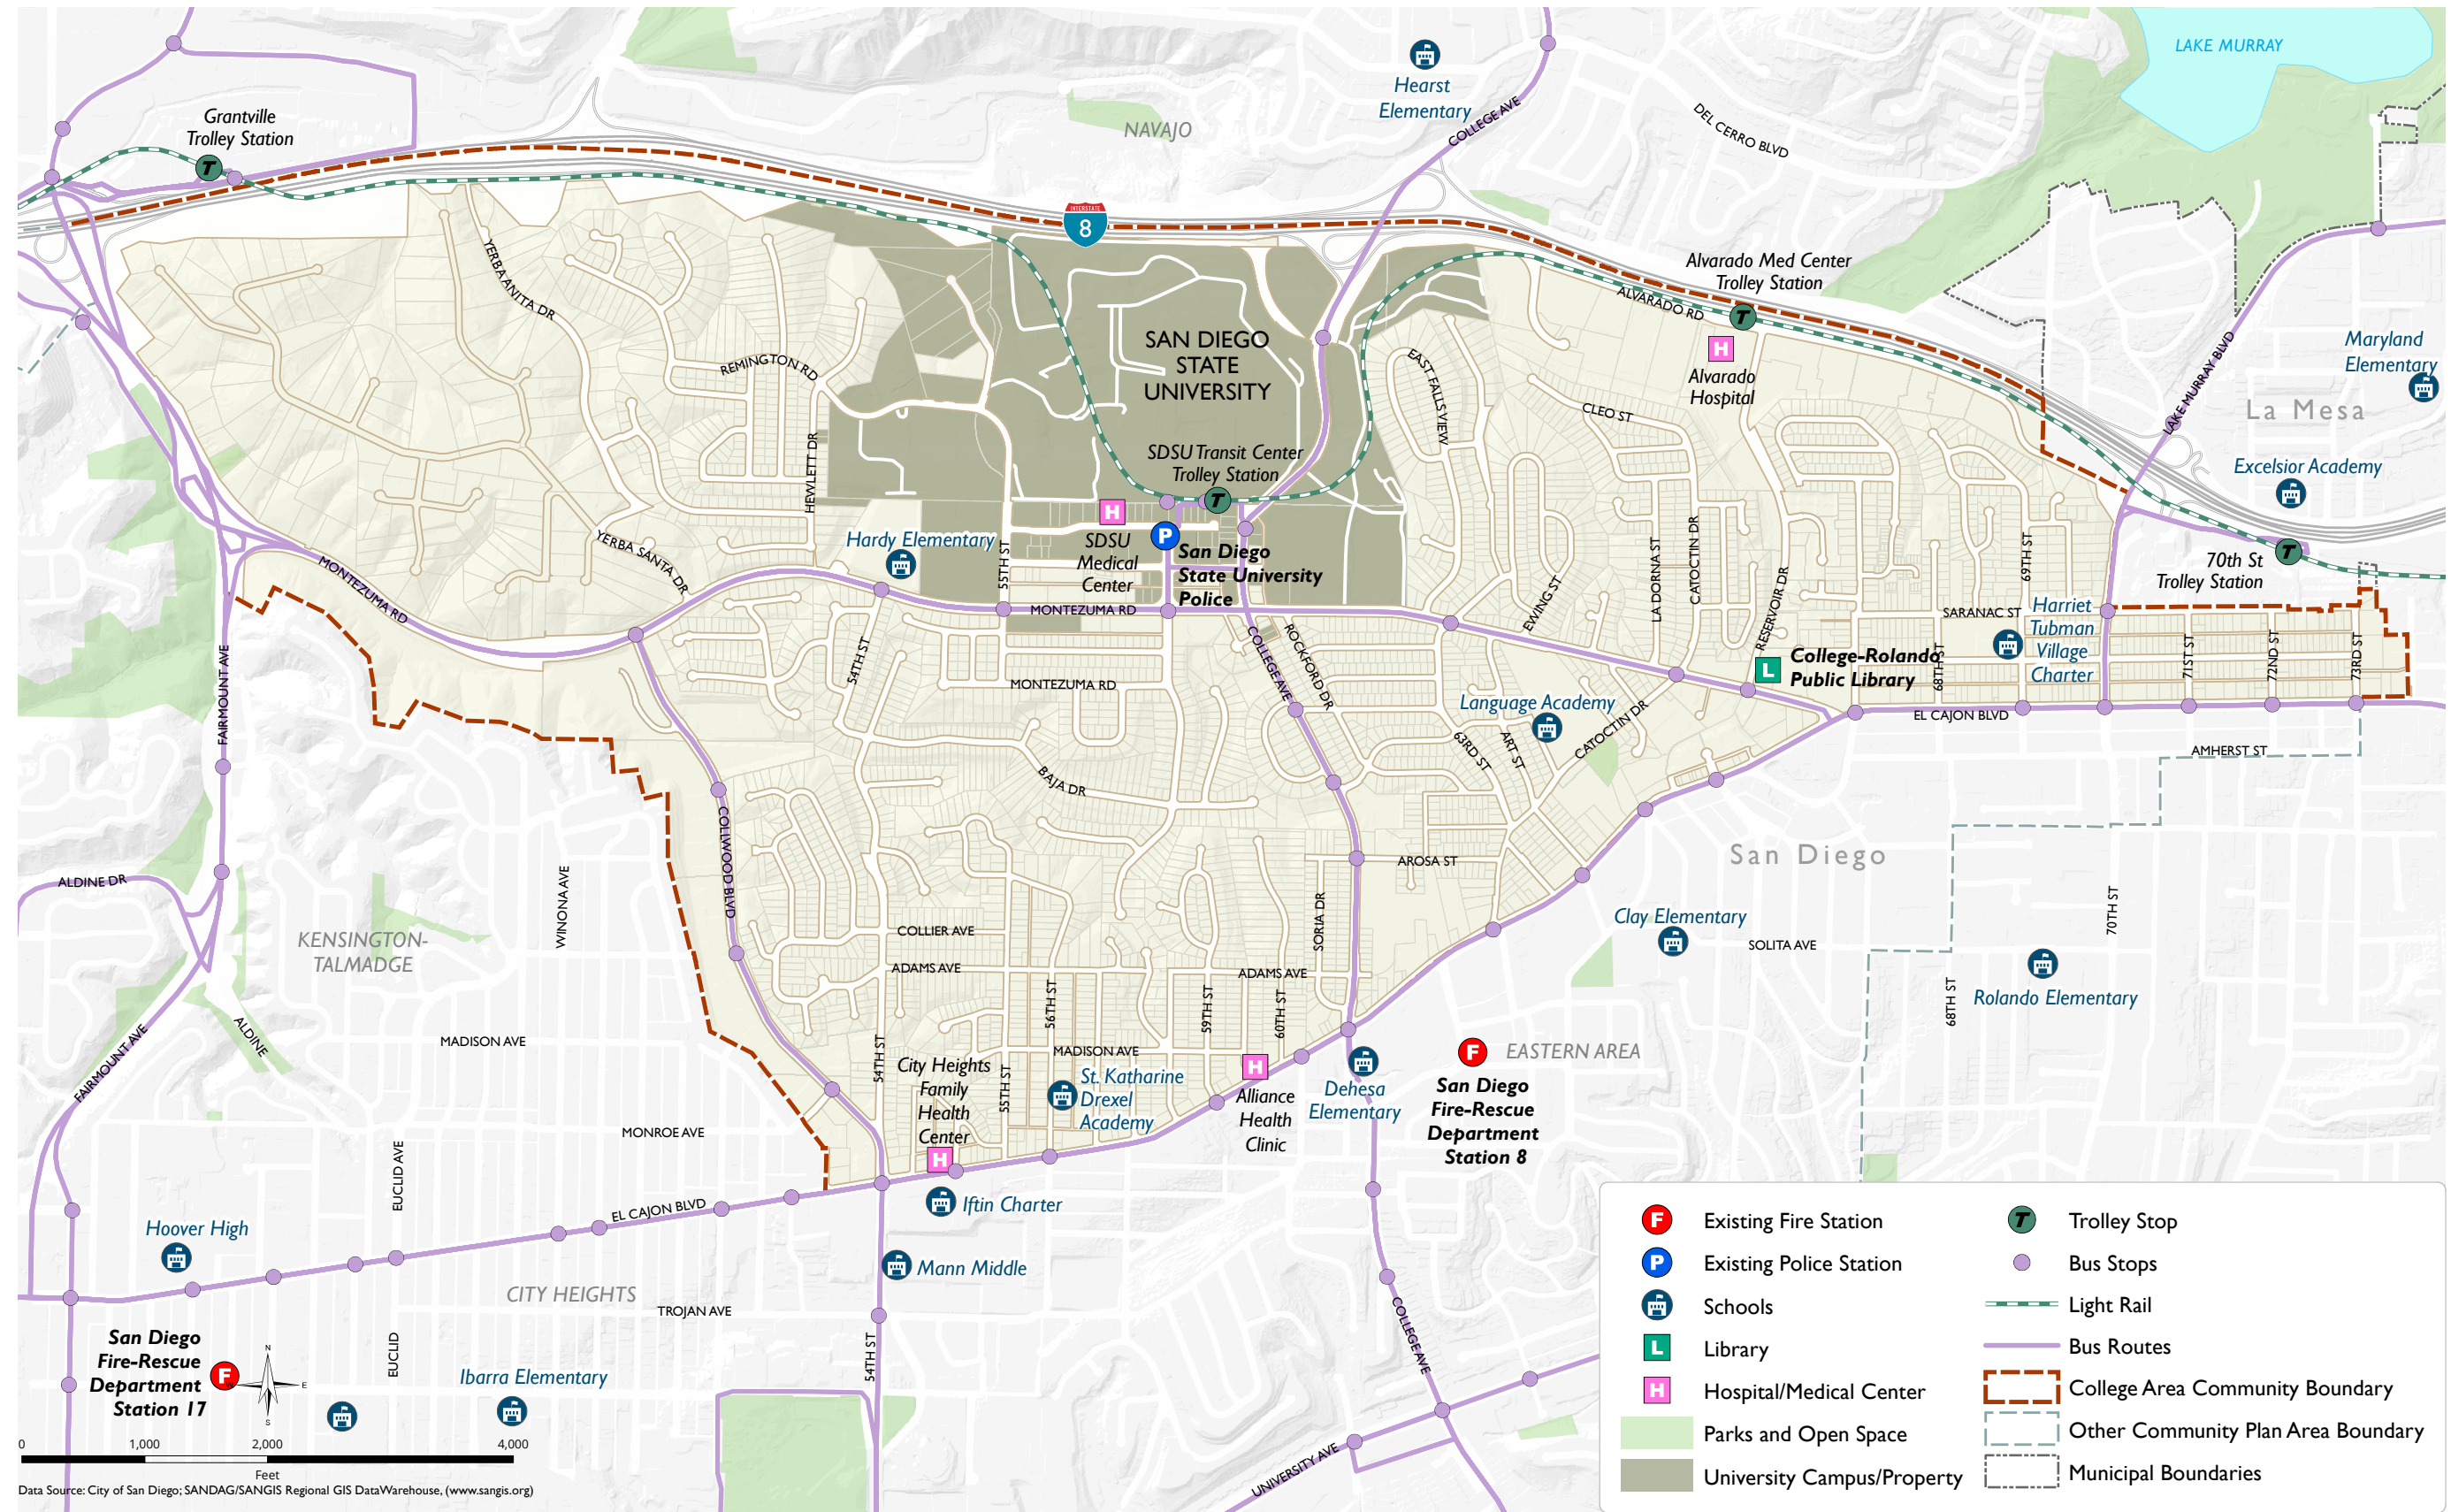 LAKE MURRAY
Hearst
Elementary
COLLEGE AVE
DEL CERRO BLVD
NAVAJO
Grantville
Trolley Station
T
INTERSTATE
8
YERBA ANITA DR
REMINGTON RD
HEWLETT DR
SAN DIEGO
STATE
UNIVERSITY
SDSU Transit Center
Trolley Station
T
Alvarado Med Center
Trolley Station
T
ALVARADO RD
H
Alvarado
Hospital
EAST FALLS VIEW
CLEO ST
LAKE MURRAY BLVD
Maryland
Elementary
La Mesa
Excelsior Academy
T
70th St
Trolley Station
Hardy Elementary
55TH ST
H
SDSU
Medical
Center
P
San Diego
State University
Police
YERBA SANTA DR
MONTEZUMA RD
MONTEZUMA RD
MONTEZUMA RD
54TH ST
COLLEGE AVE
ROCKFORD DR
EWING ST
LA DORNA ST
CATOCTIN DR
RESERVOIR DR
69TH ST
SARANAC ST
68TH ST
Harriet
Tubman
Village
Charter
71ST ST
72ND ST
73RD ST
L
College-Rolando
Public Library
EL CAJON BLVD
AMHERST ST
Language Academy
CATOCTIN DR
63RD ST
ART ST
BAJA DR
FAIRMOUNT AVE
COLLWOOD BLVD
AROSA ST
San Diego
ALDINE DR
WINONA AVE
KENSINGTON-
TALMADGE
COLLIER AVE
ADAMS AVE
ADAMS AVE
SORIA DR
Clay Elementary
SOLITA AVE
70TH ST
68TH ST
Rolando Elementary
56TH ST
59TH ST
60TH ST
ALDINE
FAIRMOUNT AVE
MADISON AVE
MADISON AVE
54TH ST
55TH ST
City Heights
Family
Health
Center
H
St. Katharine
Drexel
Academy
H
Alliance
Health
Clinic
Dehesa
Elementary
F
EASTERN AREA
San Diego
Fire-Rescue
Department
Station 8
MONROE AVE
EUCLID AVE
EL CAJON BLVD
Iftin Charter
Hoover High
Mann Middle
CITY HEIGHTS
TROJAN AVE
54TH ST
COLLEGE AVE
UNIVERSITY AVE
San Diego
Fire-Rescue
Department
Station 17
F
N
W
E
S
EUCLID
Ibarra Elementary
0 1,000 2,000 4,000
Feet
Data Source: City of San Diego; SANDAG/SANGIS Regional GIS DataWarehouse, (www.sangis.org)
F Existing Fire Station
P Existing Police Station
Schools
L Library
H Hospital/Medical Center
Parks and Open Space
University Campus/Property
T Trolley Stop
Bus Stops
Light Rail
Bus Routes
College Area Community Boundary
Other Community Plan Area Boundary
Municipal Boundaries